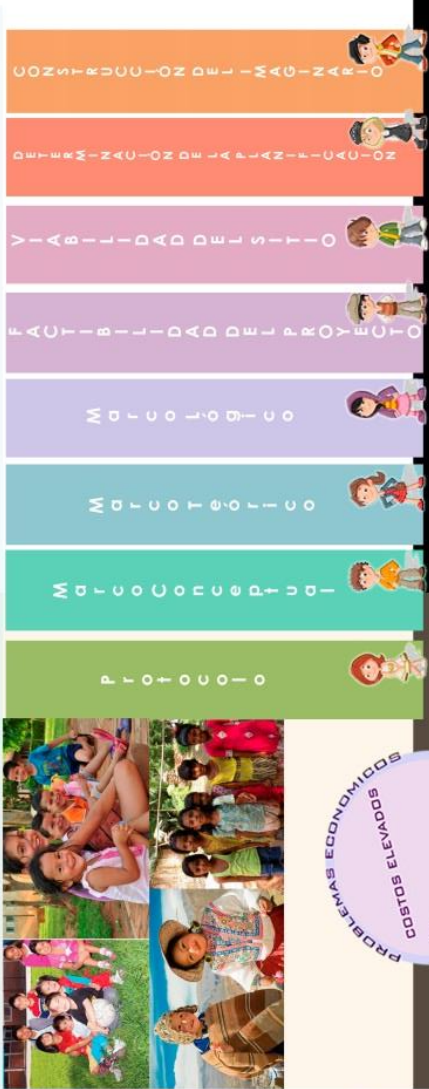 CONSTRUCCIÓN DEL IMAGINARIO
DETERMINACIÓN DE LA PLANIFICACIÓN
VIABILIDAD DEL SITIO
FACTIBILIDAD DEL PROYECTO
Marco Lógico
Marco Teórico
Marco Conceptual
Protocolo
PROBLEMAS ECONOMICOS
COSTOS ELEVADOS